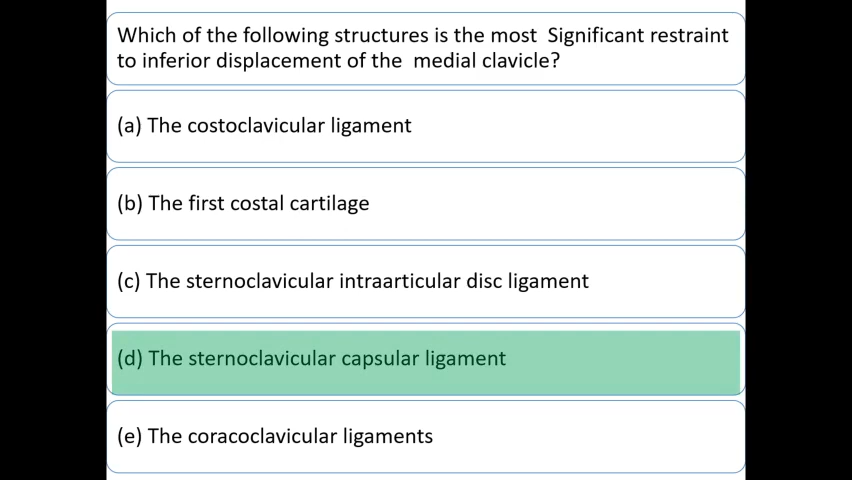 Which of the following structures is the most  Significant restraint
to inferior displacement of the  medial clavicle?
(a) The costoclavicular ligament
(b) The first costal cartilage
(c) The sternoclavicular intraarticular disc ligament
(d) The sternoclavicular capsular ligament
(e) The coracoclavicular ligaments